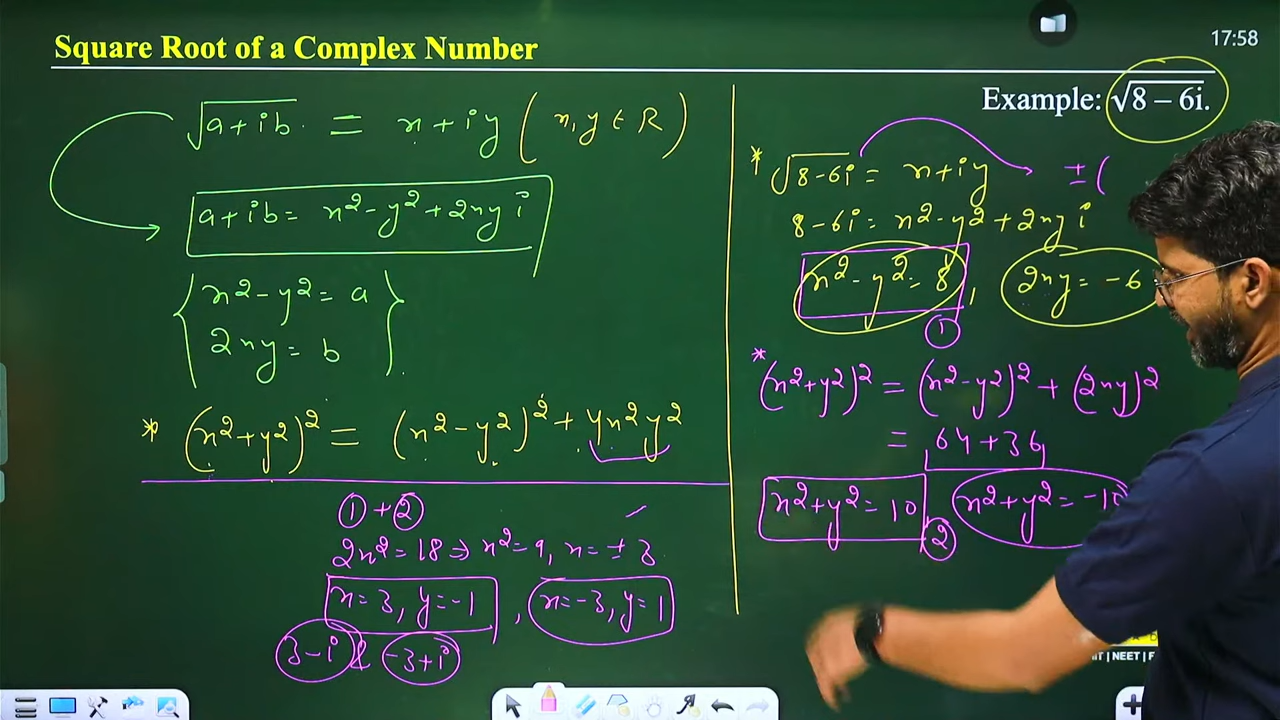 17:58
Square Root of a Complex Number
Example: √(8 – 6i).
√(a+ib) = x+iy (x, y ∈ R)
a+ib = x²-y²+2xyi
x²-y² = a
2xy = b
* (x²+y²)² = (x²-y²)² + 4x²y²
① + ②
2x² = 18 ⇒ x² = 9, x = ± 3
x = 3, y = -1 , x = -3, y = 1
3-i & -3+i
* √(8-6i) = x+iy ± (
8-6i = x²-y²+2xyi
x²-y² = 8 , 2xy = -6
①
* (x²+y²)² = (x²-y²)² + (2xy)²
= 64+36
x²+y² = 10 x²+y² = -10
②
| NEET |